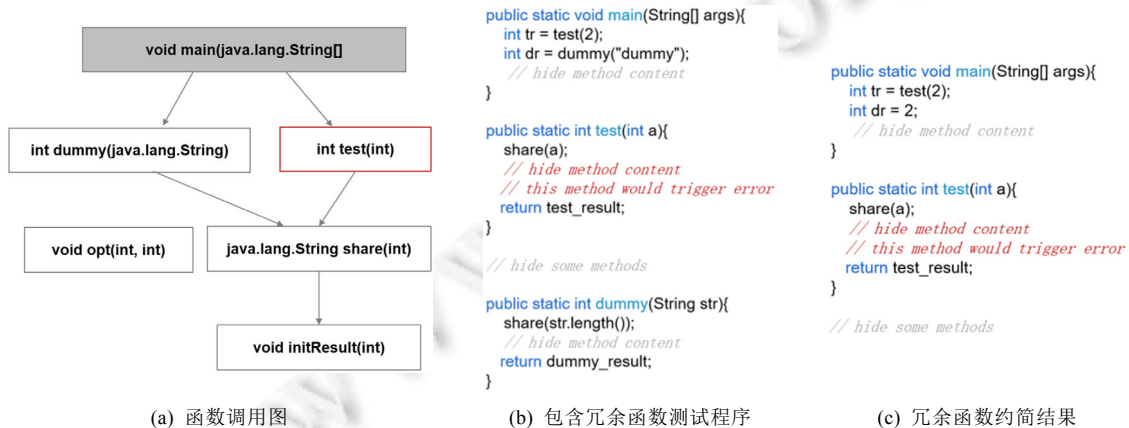 void main(java.lang.String[]
int dummy(java.lang.String)
int test(int)
void opt(int, int)
java.lang.String share(int)
void initResult(int)
(a) 函数调用图
public static void main(String[] args){
int tr = test(2);
int dr = dummy("dummy");
// hide method content
}
public static int test(int a){
share(a);
// hide method content
// this method would trigger error
return test_result;
}
// hide some methods
public static int dummy(String str){
share(str.length());
// hide method content
return dummy_result;
}
(b) 包含冗余函数测试程序
public static void main(String[] args){
int tr = test(2);
int dr = 2;
// hide method content
}
public static int test(int a){
share(a);
// hide method content
// this method would trigger error
return test_result;
}
// hide some methods
(c) 冗余函数约简结果